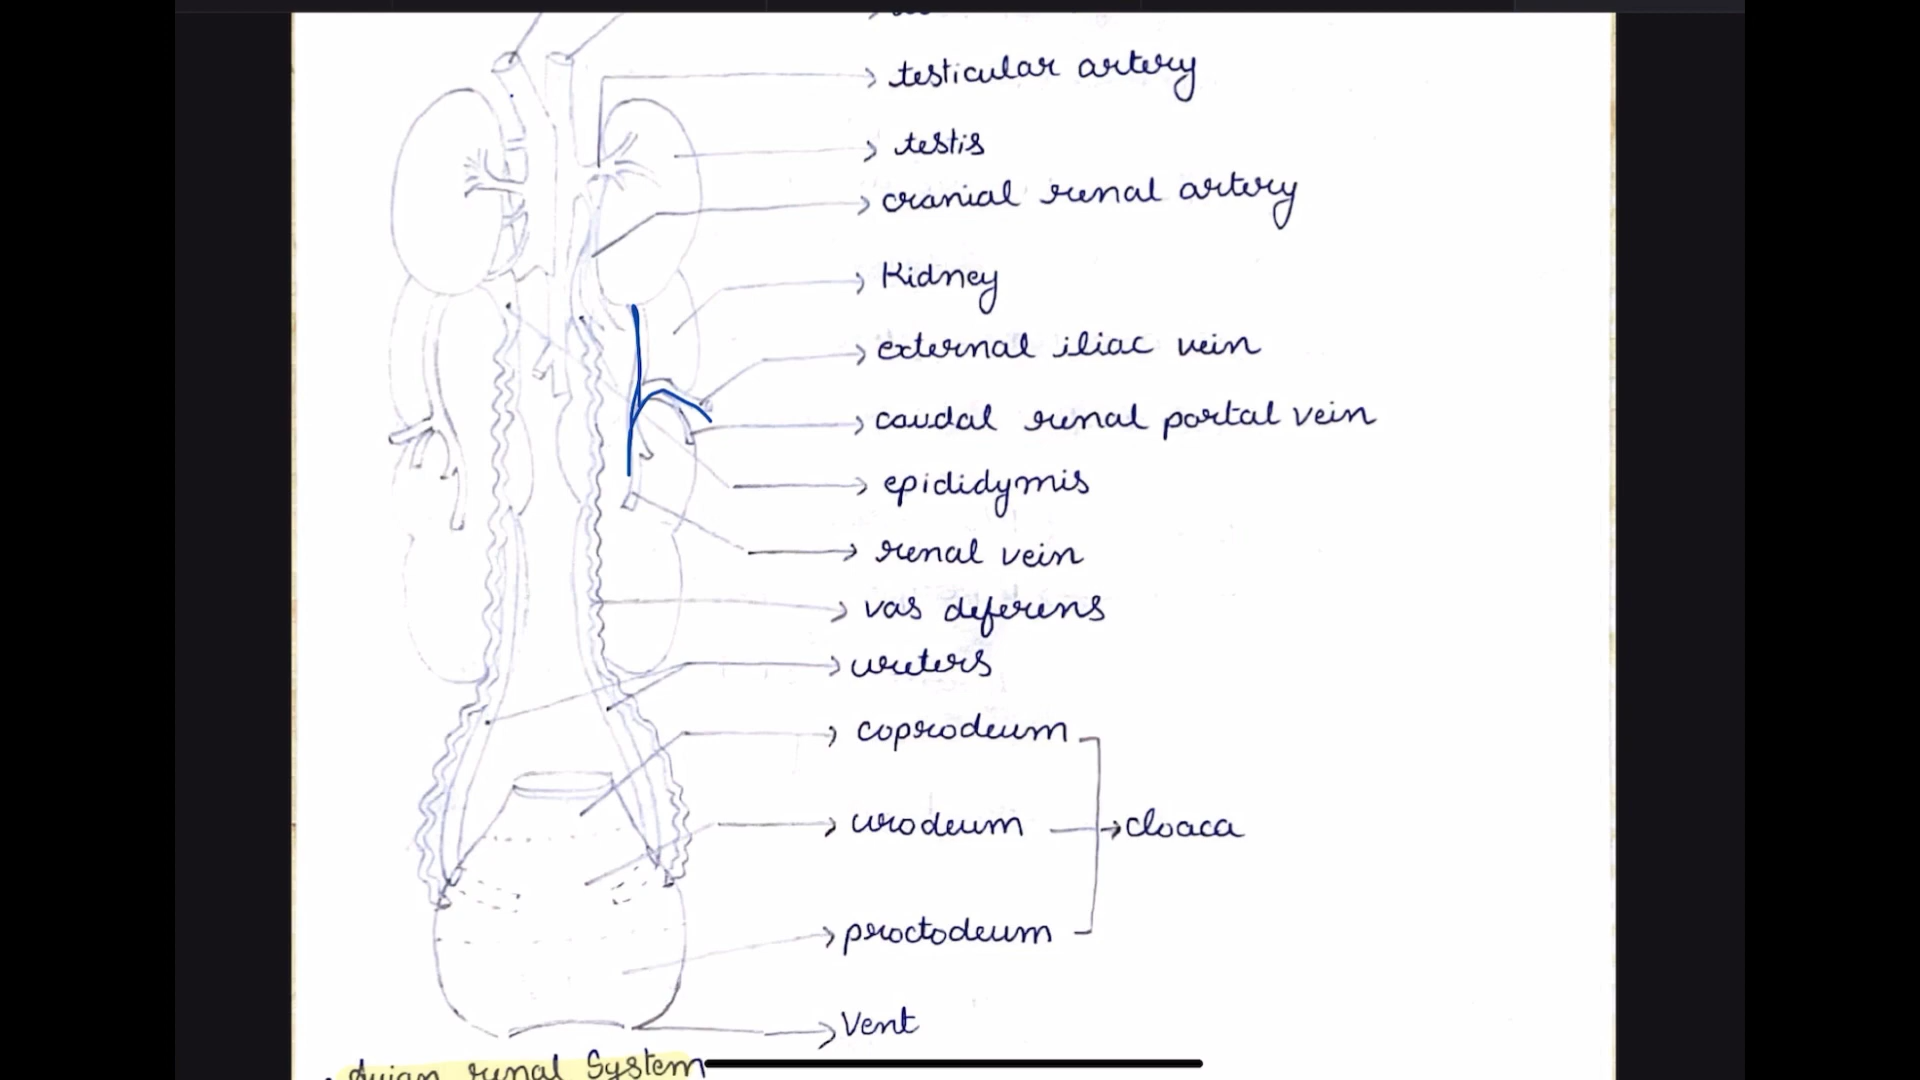 testicular artery
testis
cranial renal artery
Kidney
external iliac vein
caudal renal portal vein
epididymis
renal vein
vas deferens
ureters
coprodeum
urodeum
cloaca
proctodeum
Vent
renal System